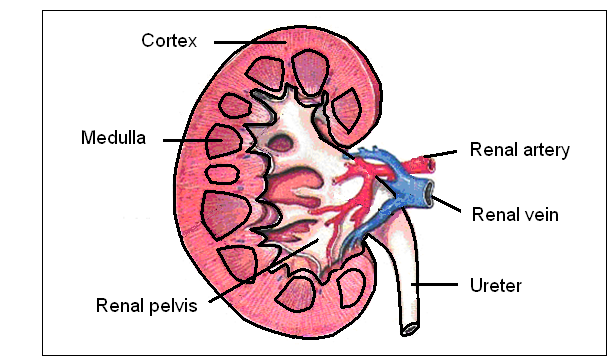 Cortex
Medulla
Renal artery
Renal vein
Ureter
Renal pelvis